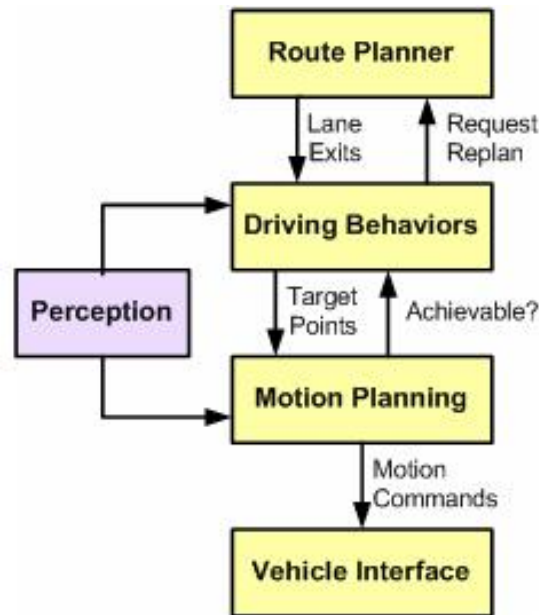 Route Planner
Lane
Exits
Request
Replan
Driving Behaviors
Perception
Target
Points
Achievable?
Motion Planning
Motion
Commands
Vehicle Interface